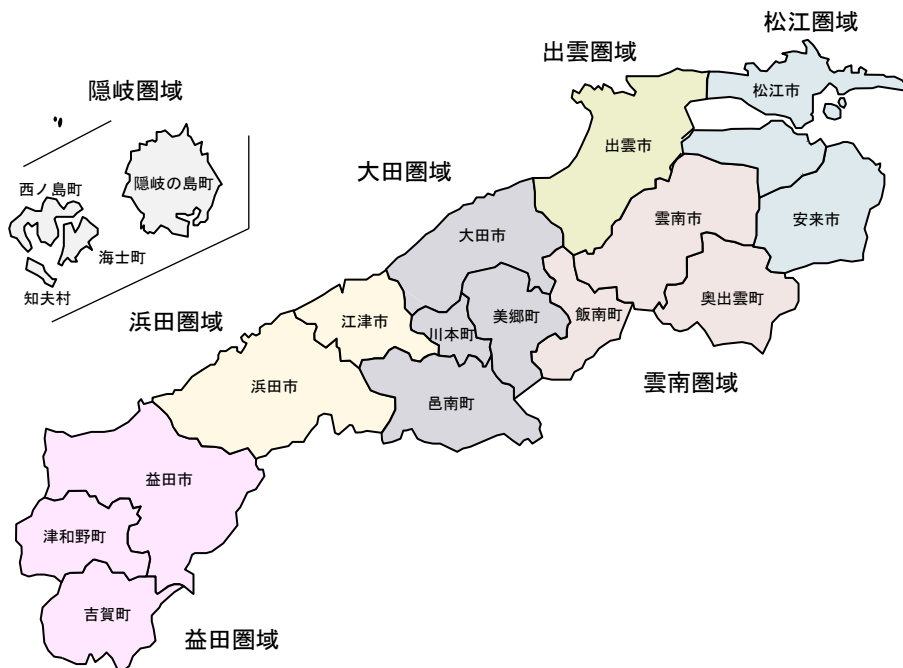 松江圏域
出雲圏域
隠岐圏域
松江市
出雲市
大田圏域
西ノ島町
隠岐の島町
雲南市
安来市
大田市
海士町
知夫村
奥出雲町
浜田圏域
江津市
川本町
美郷町
飯南町
雲南圏域
浜田市
邑南町
益田市
津和野町
吉賀町
益田圏域